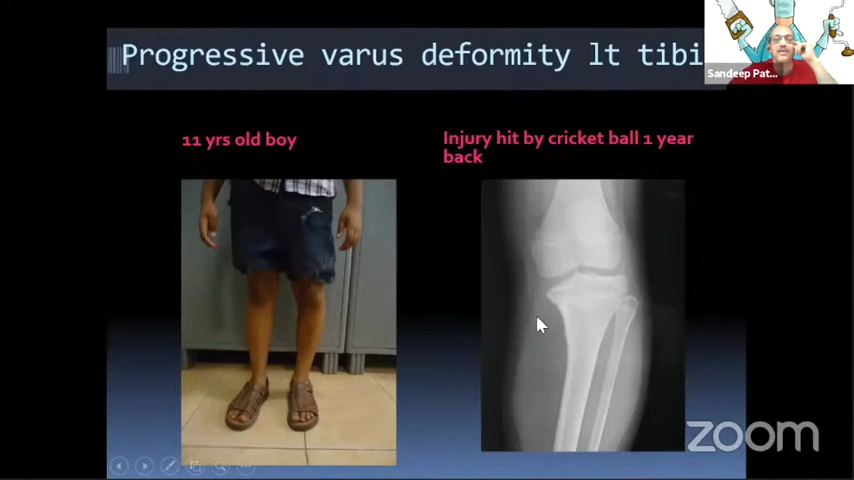 Progressive varus deformity lt tibi
Sandeep Pat...
11 yrs old boy
Injury hit by cricket ball 1 year
back
zoom